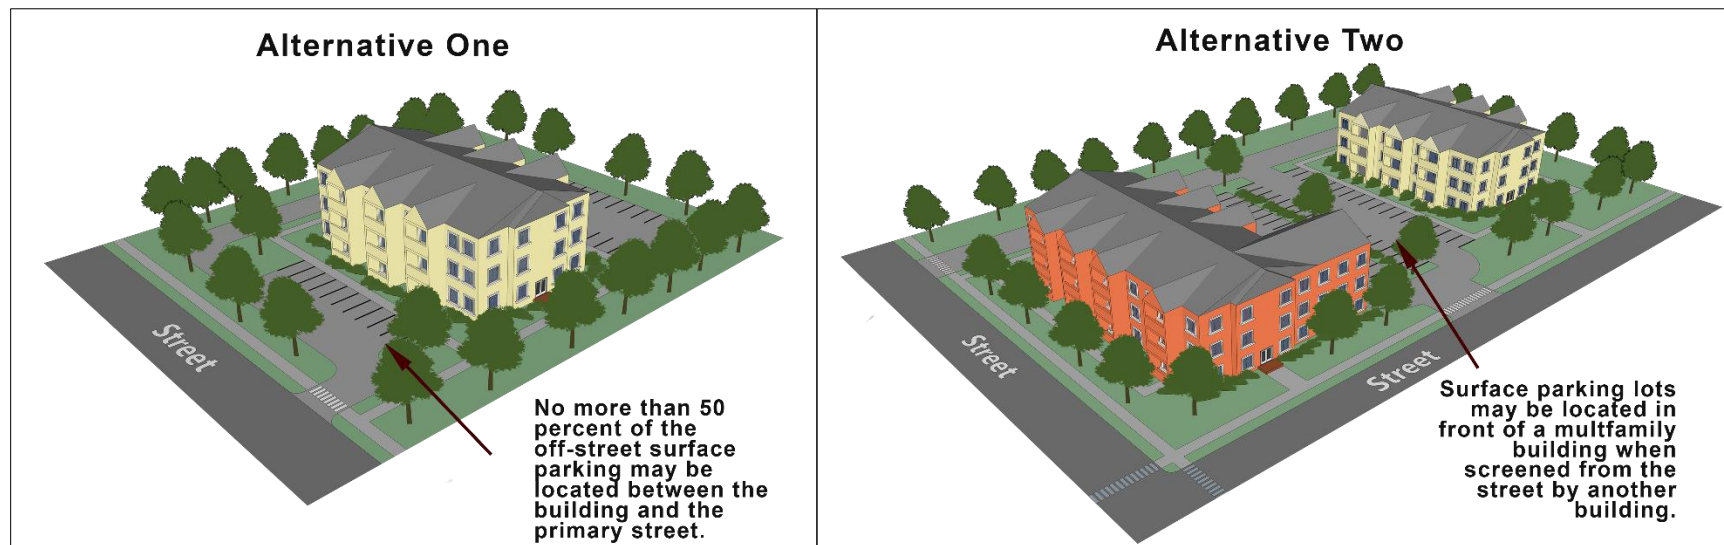 Alternative One
Street
No more than 50
percent of the
off-street surface
parking may be
located between the
building and the
primary street.
Alternative Two
Street
Street
Surface parking lots
may be located in
front of a multfamily
building when
screened from the
street by another
building.